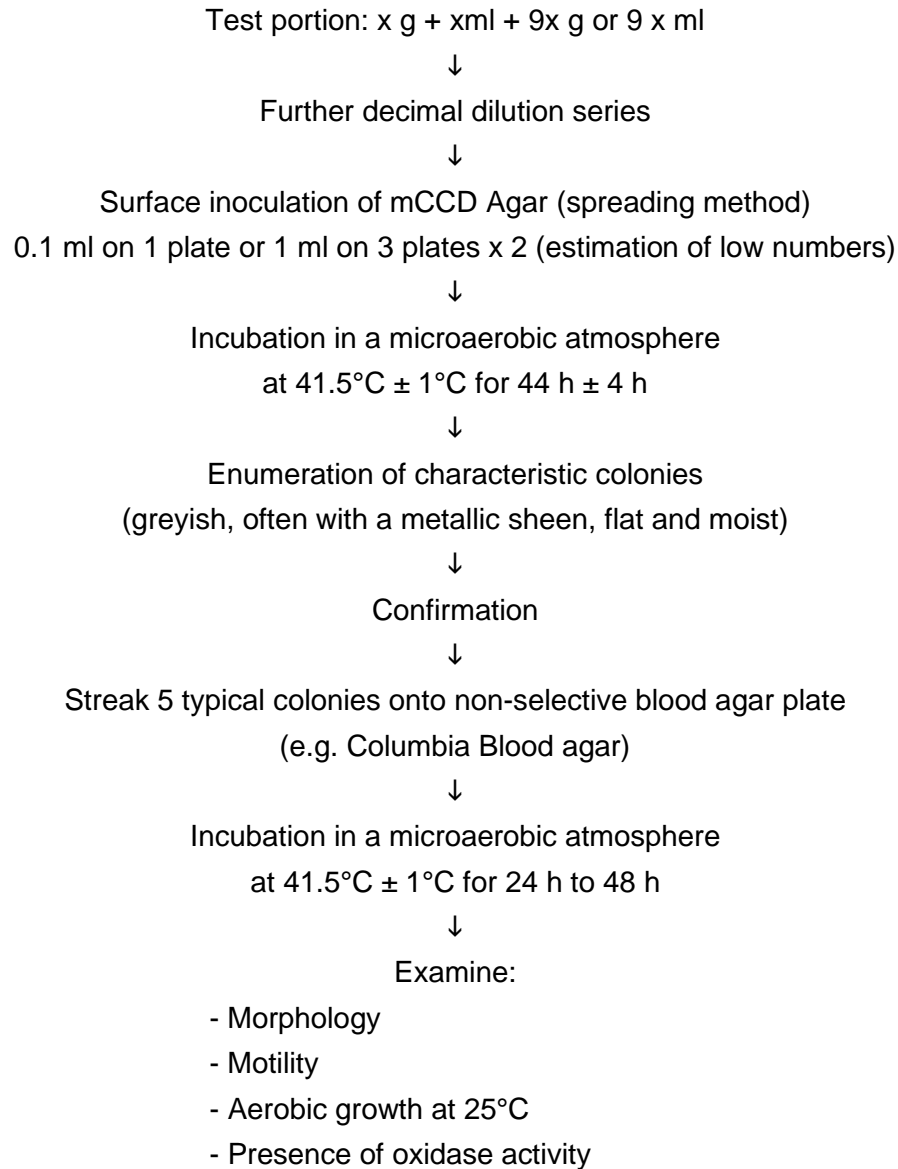 Test portion: x g + xml + 9x g or 9 x ml
↓
Further decimal dilution series
↓
Surface inoculation of mCCD Agar (spreading method)
0.1 ml on 1 plate or 1 ml on 3 plates x 2 (estimation of low numbers)
↓
Incubation in a microaerobic atmosphere
at 41.5°C ± 1°C for 44 h ± 4 h
↓
Enumeration of characteristic colonies
(greyish, often with a metallic sheen, flat and moist)
↓
Confirmation
↓
Streak 5 typical colonies onto non-selective blood agar plate
(e.g. Columbia Blood agar)
↓
Incubation in a microaerobic atmosphere
at 41.5°C ± 1°C for 24 h to 48 h
↓
Examine:
- Morphology
- Motility
- Aerobic growth at 25°C
- Presence of oxidase activity